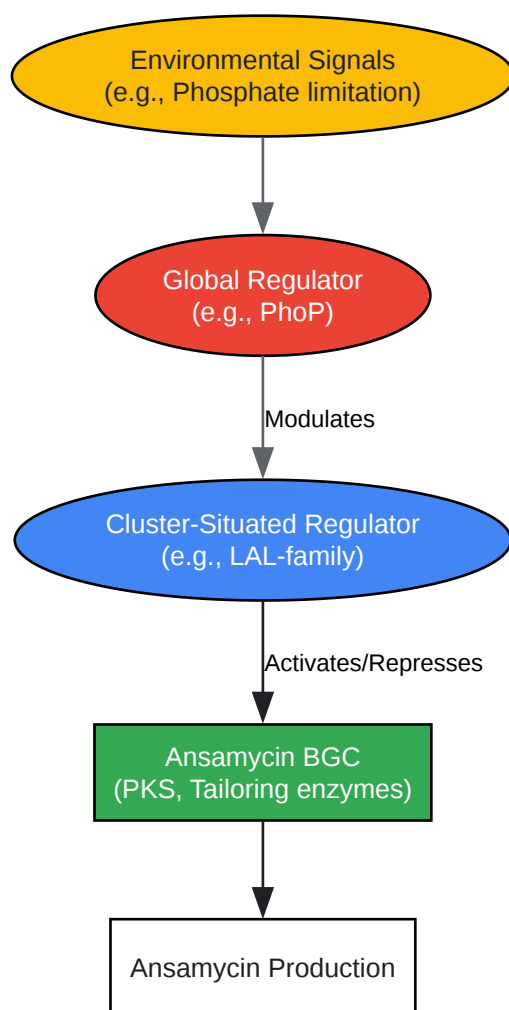 Environmental Signals
(e.g., Phosphate limitation)
Global Regulator
(e.g., PhoP)
Modulates
Cluster-Situated Regulator
(e.g., LAL-family)
Activates/Represses
Ansamycin BGC
(PKS, Tailoring enzymes)
Ansamycin Production